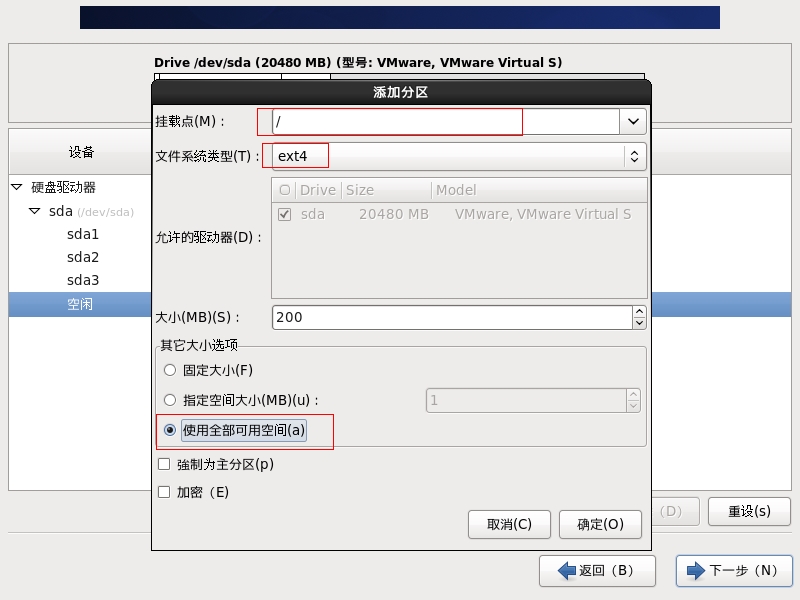 Drive /dev/sda (20480 MB) (型号: VMware, VMware Virtual S)
添加分区
挂载点(M)：
/
设备
文件系统类型(T)：
ext4
Drive Size Model
硬盘驱动器
sda (/dev/sda)
sda 20480 MB VMware, VMware Virtual S
sda1
允许的驱动器(D)：
sda2
sda3
空闲
大小(MB)(S)：
200
其它大小选项
固定大小(F)
指定空间大小(MB)(u)：
1
使用全部可用空间(a)
強制为主分区(p)
加密（E)
取消(C)
确定(O)
(D)
重设(s)
返回（B）
下一步（N）